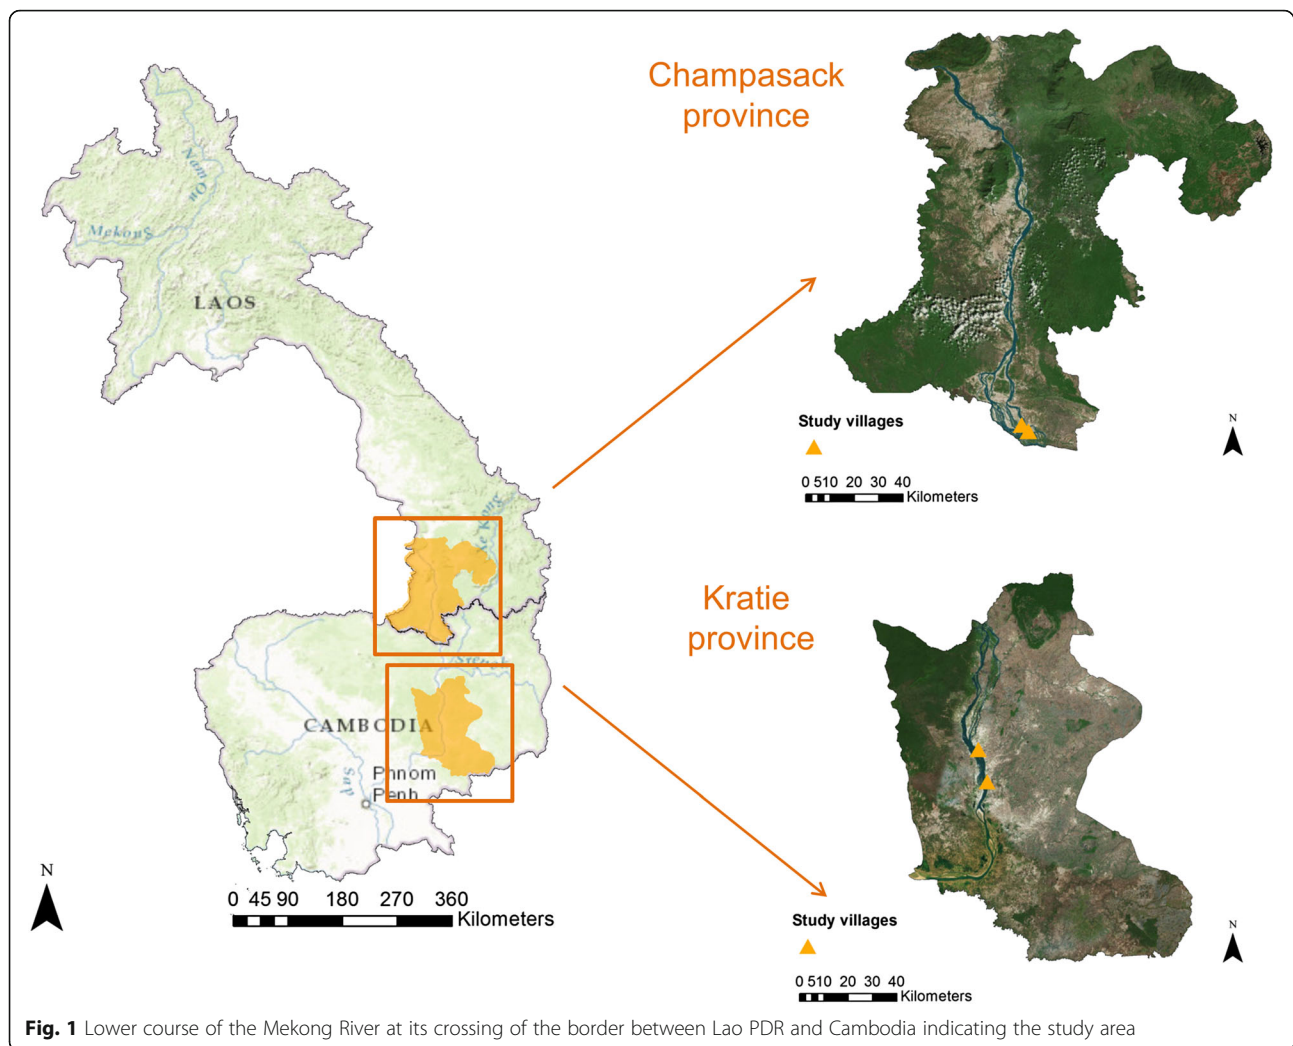 Champasack
province
Nam Ou
Mekong
LAOS
Xe Kong
Study villages
N
0 510 20 30 40
Kilometers
Kratie
province
CAMBODIA
Phnom
Penh
Sap
N
0 45 90 180 270 360
Kilometers
Study villages
N
0 510 20 30 40
Kilometers
Fig. 1 Lower course of the Mekong River at its crossing of the border between Lao PDR and Cambodia indicating the study area